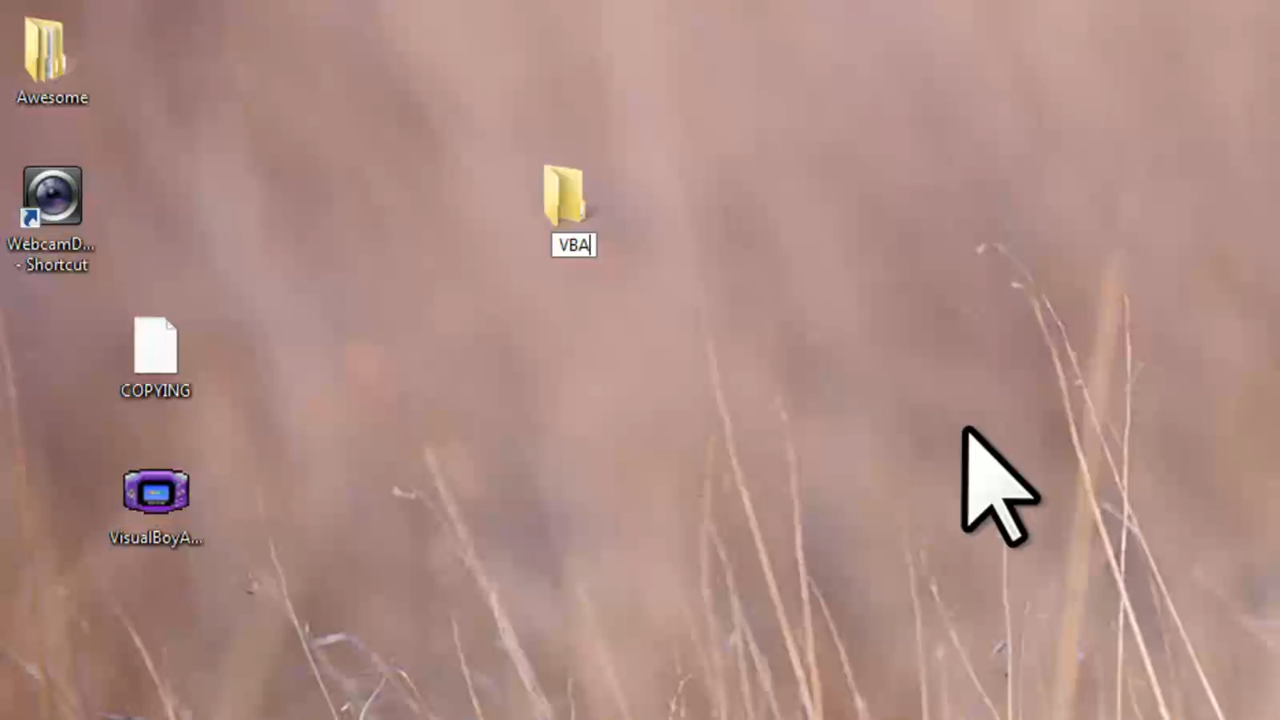 Awesome
WebcamD...
- Shortcut
VBA
COPYING
VisualBoyA...